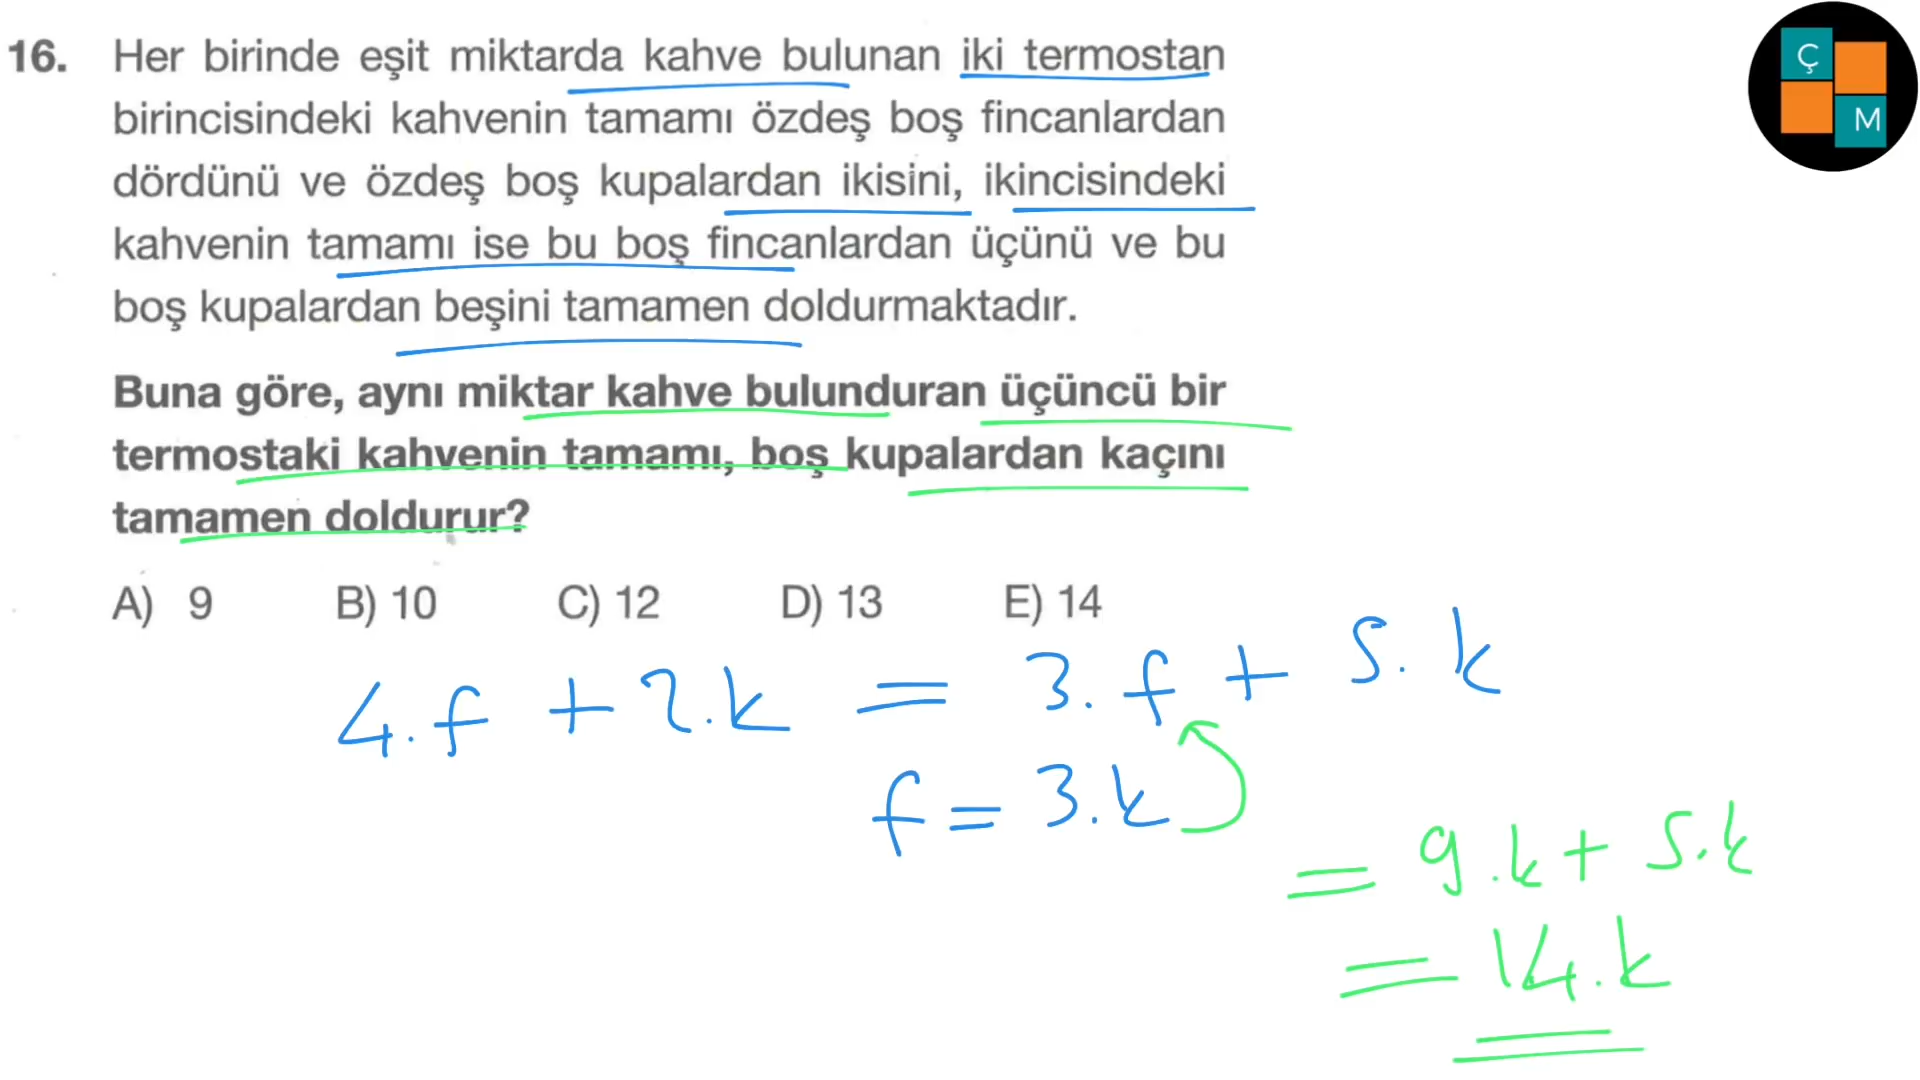 16. Her birinde eşit miktarda kahve bulunan iki termostan
birincisindeki kahvenin tamamı özdeş boş fincanlardan
dördünü ve özdeş boş kupalardan ikisini, ikincisindeki
kahvenin tamamı ise bu boş fincanlardan üçünü ve bu
boş kupalardan beşini tamamen doldurmaktadır.
Buna göre, aynı miktar kahve bulunduran üçüncü bir
termostaki kahvenin tamamı, boş kupalardan kaçını
tamamen doldurur?
A) 9 B) 10 C) 12 D) 13 E) 14
4.f + 2.k = 3.f + 5.k
f = 3.k
= 9.k + 5.k
= 14.k
Ç
M